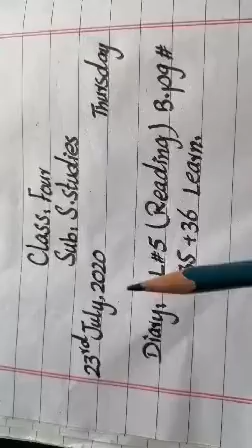 Class, Four
Sub: S. Studies
23rd July, 2020 Thursday
Diary, L#5 (Reading) B.pg#
+ 36 Learn.